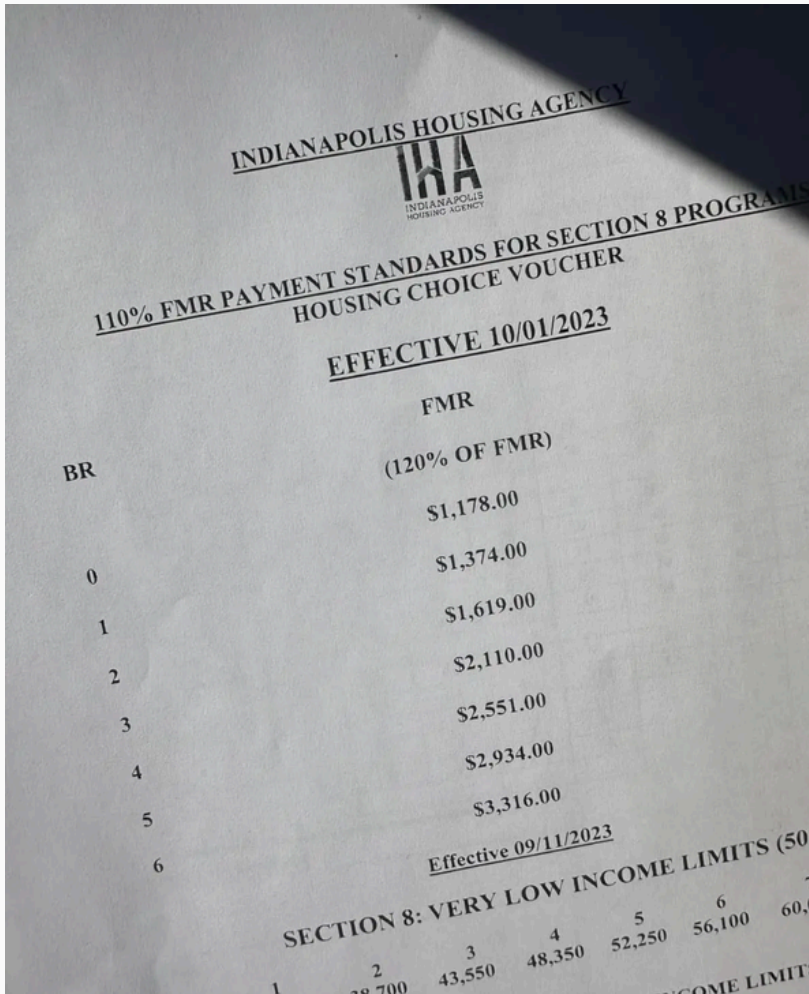 INDIANAPOLIS HOUSING AGENCY
IHA
INDIANAPOLIS
HOUSING AGENCY
110% FMR PAYMENT STANDARDS FOR SECTION 8 PROGRAMS
HOUSING CHOICE VOUCHER
EFFECTIVE 10/01/2023
FMR
BR (120% OF FMR)
0 $1,178.00
1 $1,374.00
2 $1,619.00
3 $2,110.00
4 $2,551.00
5 $2,934.00
6 $3,316.00
Effective 09/11/2023
SECTION 8: VERY LOW INCOME LIMITS (50
1 2 3 4 5 6
43,550 48,350 52,250 56,100 60,
COME LIMIT